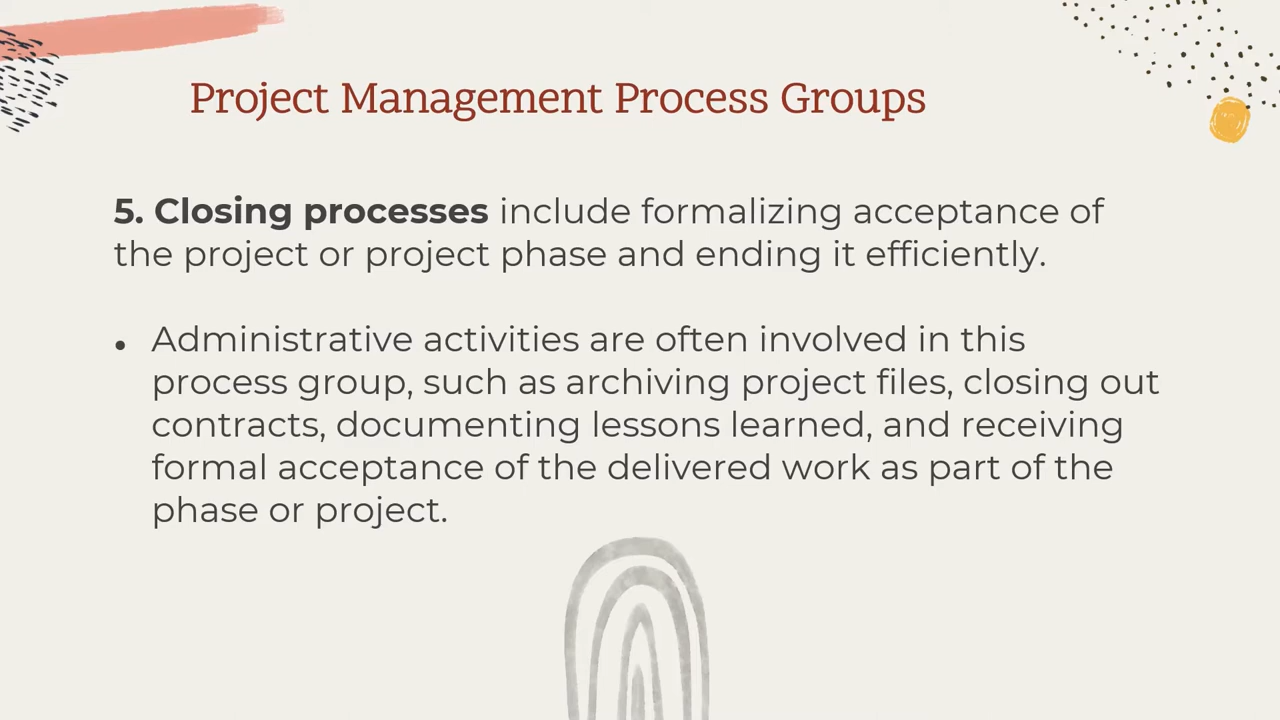 Project Management Process Groups
5. Closing processes include formalizing acceptance of
the project or project phase and ending it efficiently.
• Administrative activities are often involved in this
process group, such as archiving project files, closing out
contracts, documenting lessons learned, and receiving
formal acceptance of the delivered work as part of the
phase or project.